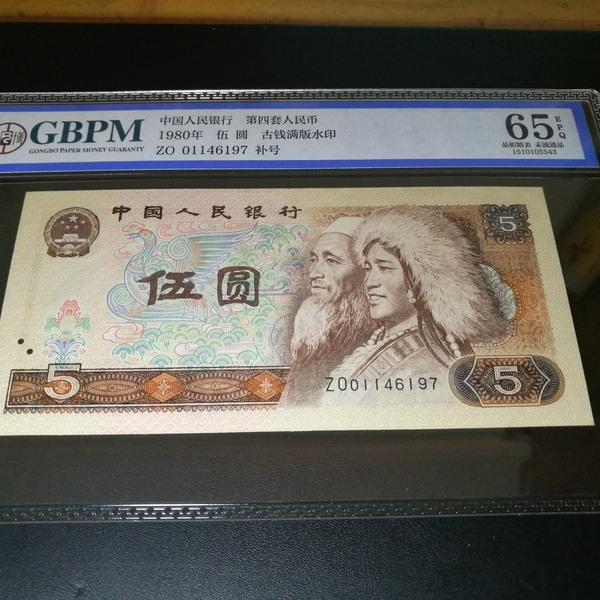 GBPM
GONGBO PAPER MONEY GUARANTY
中国人民银行 第四套人民币
1980年 伍 圆 古钱满版水印
ZO 01146197 补号
65 EPQ
品相精美 未流通品
1510105543
中国人民银行
5
伍圆
ZO01146197
5
5